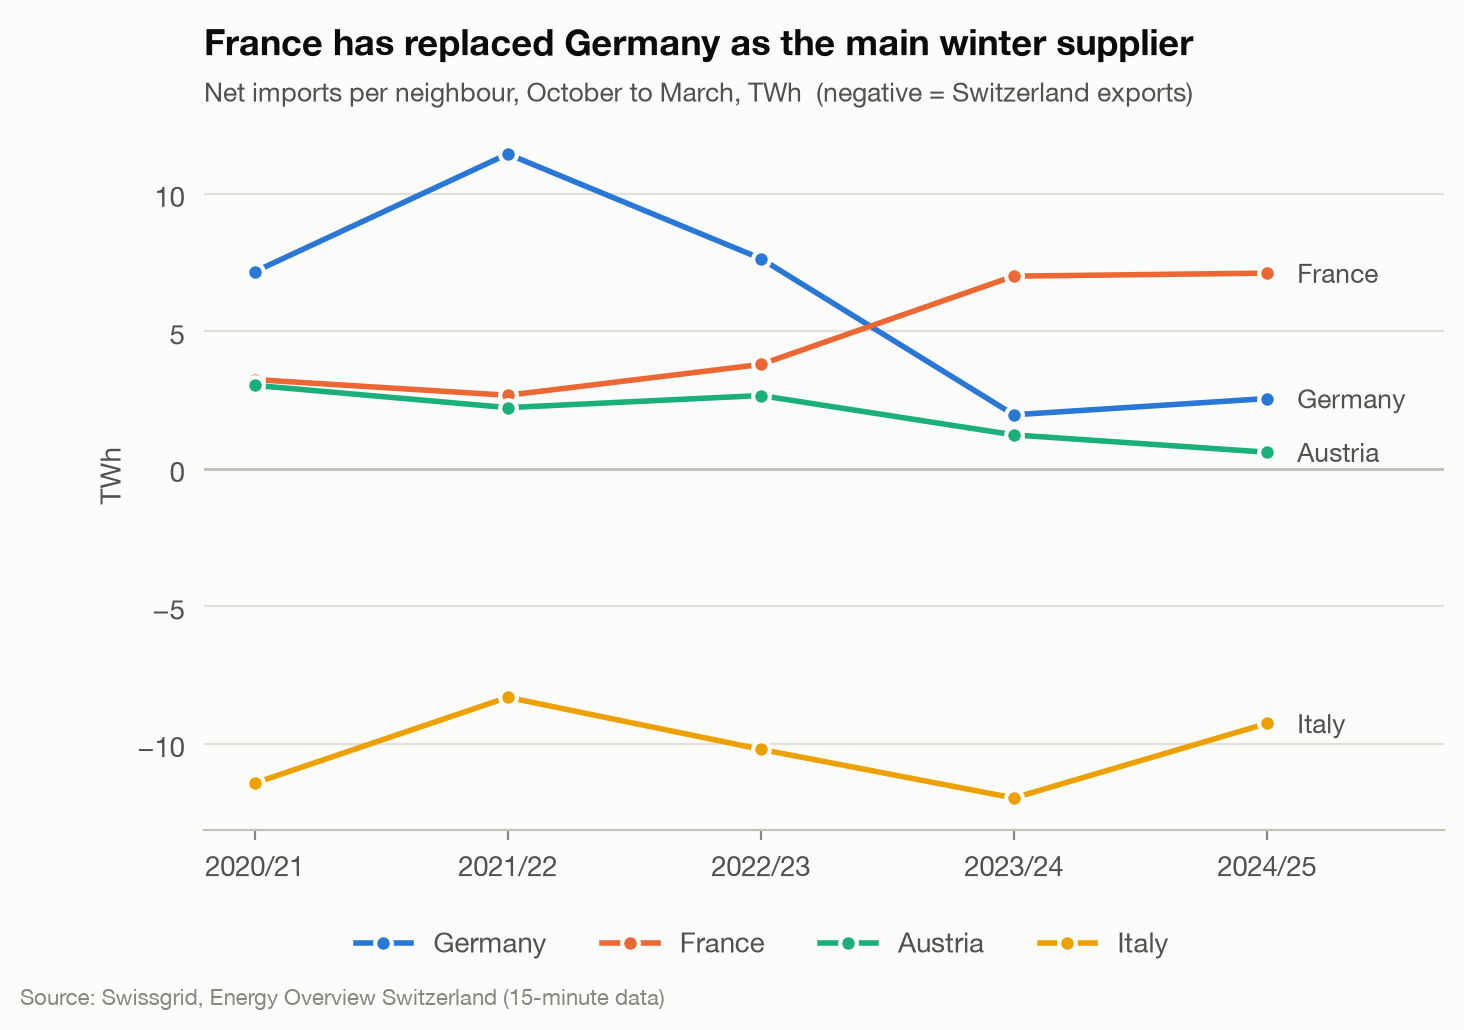 France has replaced Germany as the main winter supplier
Net imports per neighbour, October to March, TWh (negative = Switzerland exports)
10
5
0
−5
−10
TWh
France
Germany
Austria
Italy
2020/21 2021/22 2022/23 2023/24 2024/25
Germany France Austria Italy
Source: Swissgrid, Energy Overview Switzerland (15-minute data)